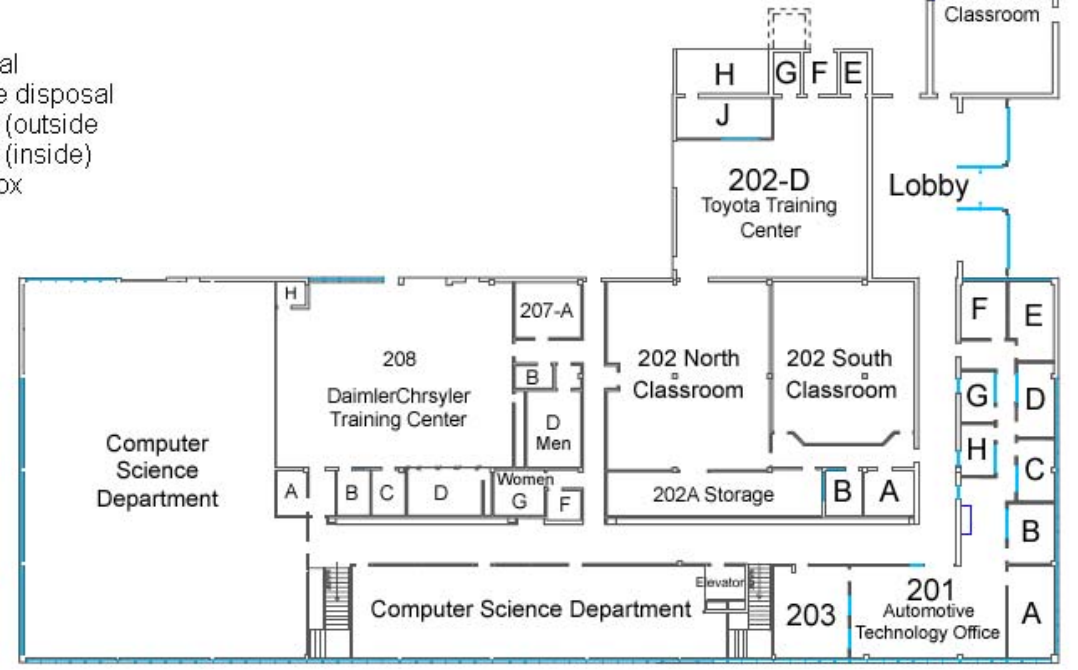 al
e disposal
(outside
(inside)
ox
Classroom
H
G
F
E
J
202-D
Toyota Training
Center
Lobby
H
207-A
208
DaimlerChrsyler
Training Center
B
D
Men
Women
G
F
A
B
C
D
Computer
Science
Department
202 North
Classroom
202 South
Classroom
202A Storage
B
A
F
E
G
D
H
C
B
A
Elevator
Computer Science Department
203
201
Automotive
Technology Office